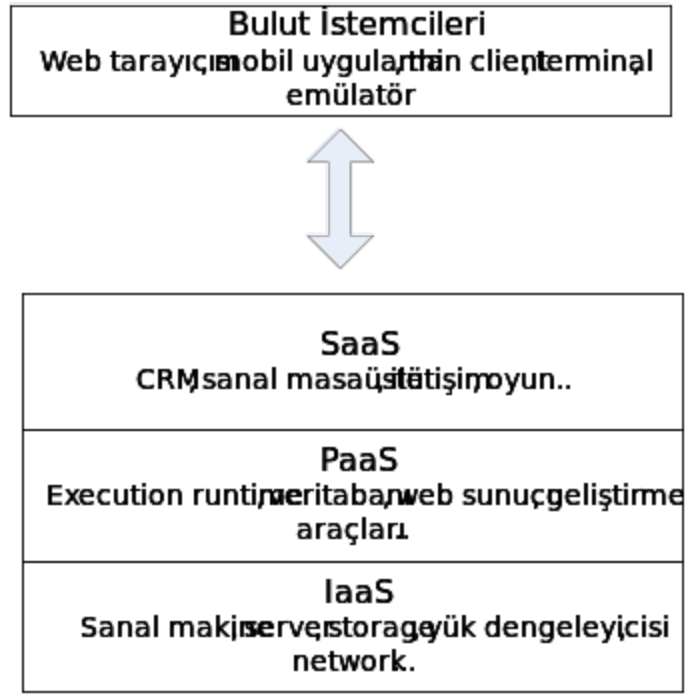 Bulut İstemcileri
Web tarayıcısı, mobil uygulama, thin client, terminal,
emülatör
SaaS
CRM, sanal masaüstü, iletişim, oyun..
PaaS
Execution runtime, veritabanı, web sunucu, geliştirme
araçları..
IaaS
Sanal makine, server, storage, yük dengeleyicisi,
network..